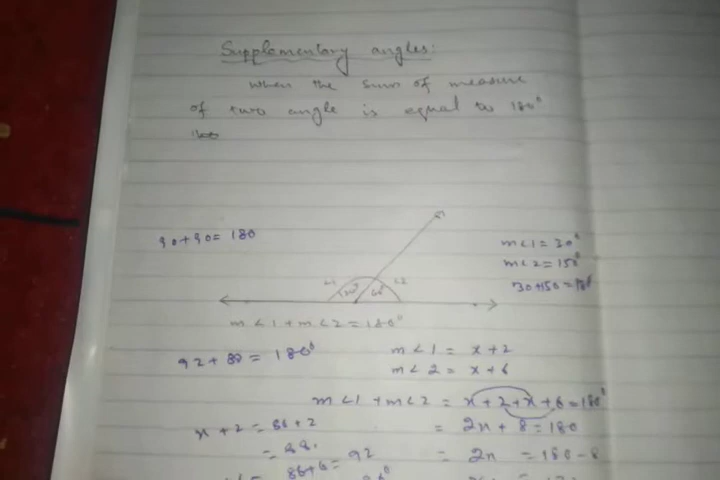 Supplementary angles:
When the sum of measure
of two angle is equal to 180°
90+90= 180
m<1 = 30°
m<2 = 150°
30+150=180°
<1 <2
m<1 + m<2 = 180°
92 + 88 = 180°
m<1 = x+2
m<2 = x+6
m<1 + m<2 = x+2+x+6=180°
x+2 = 86+2
= 2x + 8 = 180
= 88.
= 2x = 180-8
86+6= 92